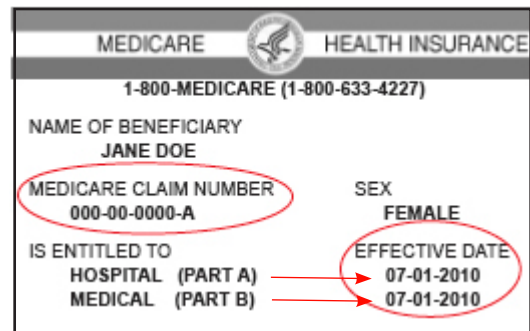 MEDICARE HEALTH INSURANCE
1-800-MEDICARE (1-800-633-4227)
NAME OF BENEFICIARY
JANE DOE
MEDICARE CLAIM NUMBER SEX
000-00-0000-A FEMALE
IS ENTITLED TO EFFECTIVE DATE
HOSPITAL (PART A) 07-01-2010
MEDICAL (PART B) 07-01-2010